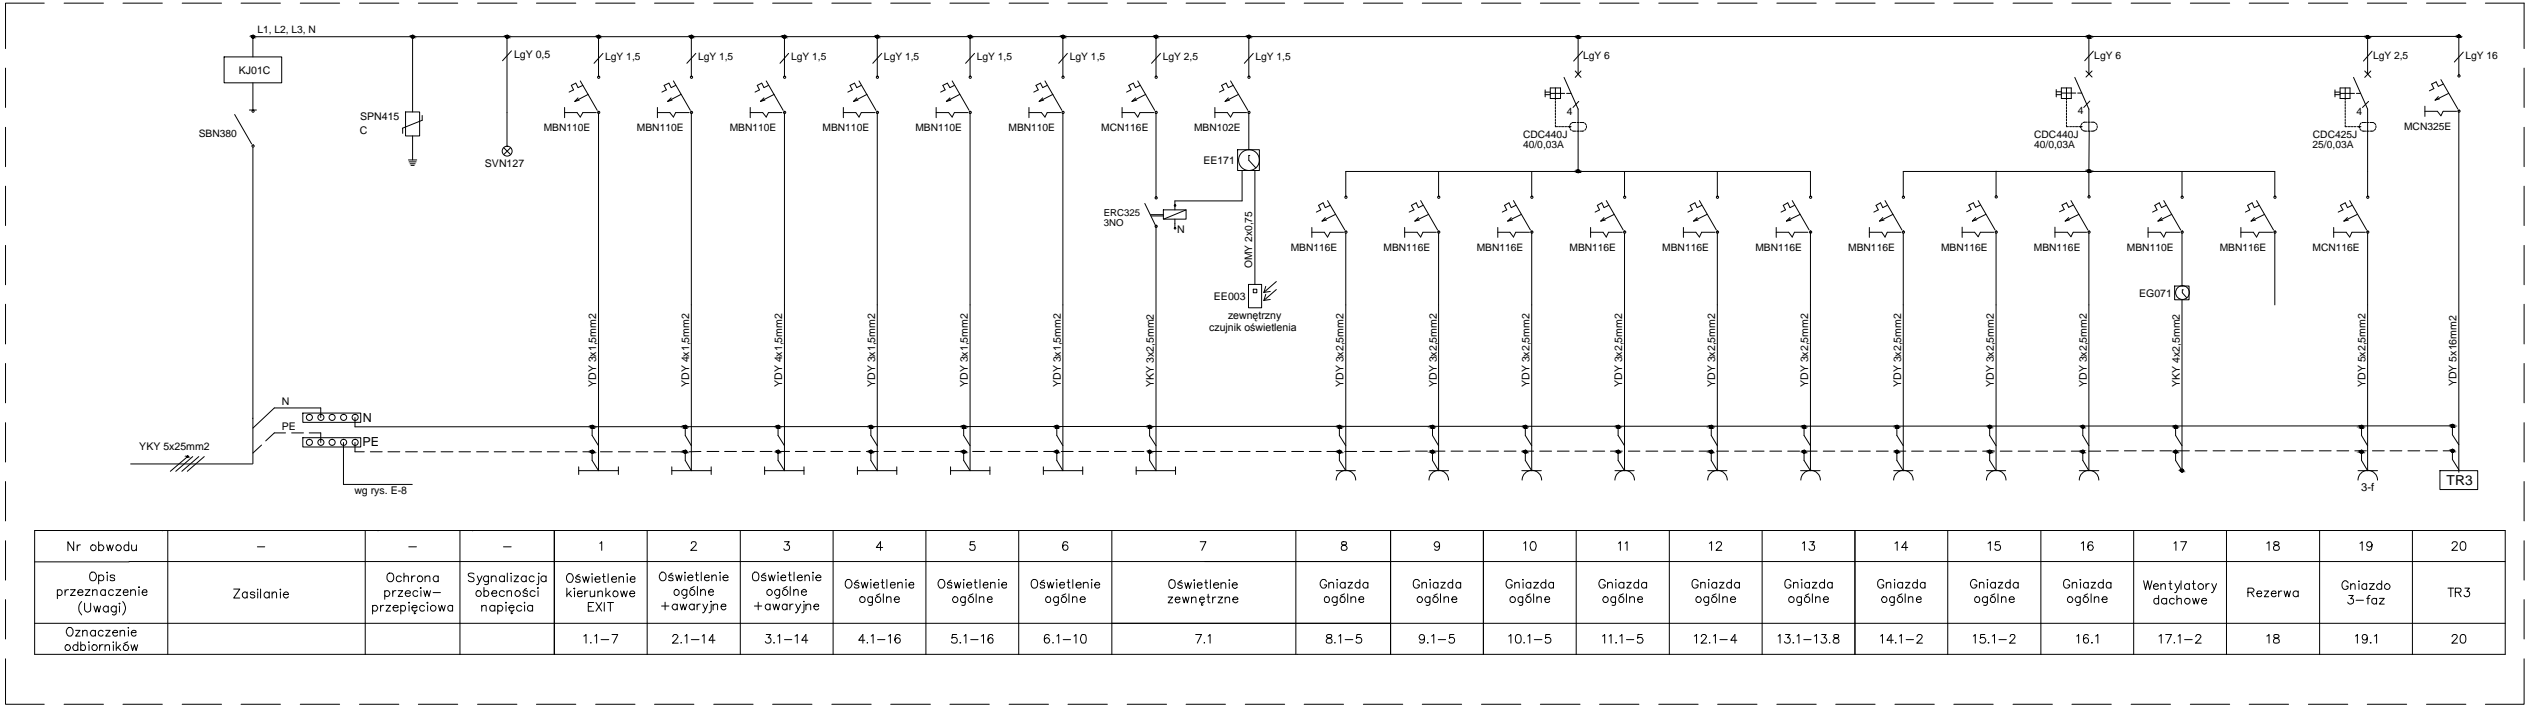 L1, L2, L3, N
KJ01C
SBN380
SPN415
C
LgY 0,5
SVN127
LgY 1,5
MBN110E
LgY 1,5
MBN110E
LgY 1,5
MBN110E
LgY 1,5
MBN110E
LgY 1,5
MBN110E
LgY 1,5
MBN110E
LgY 2,5
MCN116E
LgY 1,5
MBN102E
EE171
ERC325
3NO
N
OMY 2x0,75
EE003
zewnętrzny
czujnik oświetlenia
LgY 6
4
CDC440J
40/0,03A
LgY 6
4
CDC440J
40/0,03A
LgY 2,5
4
CDC425J
25/0,03A
LgY 16
MCN325E
MBN116E
MBN116E
MBN116E
MBN116E
MBN116E
MBN116E
MBN116E
MBN116E
MBN116E
MBN110E
MBN116E
MCN116E
EG071
YDY 3x1,5mm2
YDY 4x1,5mm2
YDY 4x1,5mm2
YDY 3x1,5mm2
YDY 3x1,5mm2
YDY 3x1,5mm2
YKY 3x2,5mm2
YDY 3x2,5mm2
YDY 3x2,5mm2
YDY 3x2,5mm2
YDY 3x2,5mm2
YDY 3x2,5mm2
YDY 3x2,5mm2
YDY 3x2,5mm2
YDY 3x2,5mm2
YDY 3x2,5mm2
YKY 4x2,5mm2
YDY 5x2,5mm2
YDY 5x16mm2
N
N
PE
PE
YKY 5x25mm2
wg rys. E-8
3-f
TR3
Nr obwodu – – – 1 2 3 4 5 6 7 8 9 10 11 12 13 14 15 16 17 18 19 20
Opis
przeznaczenie
(Uwagi)
Zasilanie
Ochrona
przeciw–
przepięciowa
Sygnalizacja
obecności
napięcia
Oświetlenie
kierunkowe
EXIT
Oświetlenie
ogólne
+awaryjne
Oświetlenie
ogólne
+awaryjne
Oświetlenie
ogólne
Oświetlenie
ogólne
Oświetlenie
ogólne
Oświetlenie
zewnętrzne
Gniazda
ogólne
Gniazda
ogólne
Gniazda
ogólne
Gniazda
ogólne
Gniazda
ogólne
Gniazda
ogólne
Gniazda
ogólne
Gniazda
ogólne
Gniazda
ogólne
Wentylatory
dachowe
Rezerwa
Gniazdo
3–faz
TR3
Oznaczenie
odbiorników
1.1–7 2.1–14 3.1–14 4.1–16 5.1–16 6.1–10 7.1 8.1–5 9.1–5 10.1–5 11.1–5 12.1–4 13.1–13.8 14.1–2 15.1–2 16.1 17.1–2 18 19.1 20